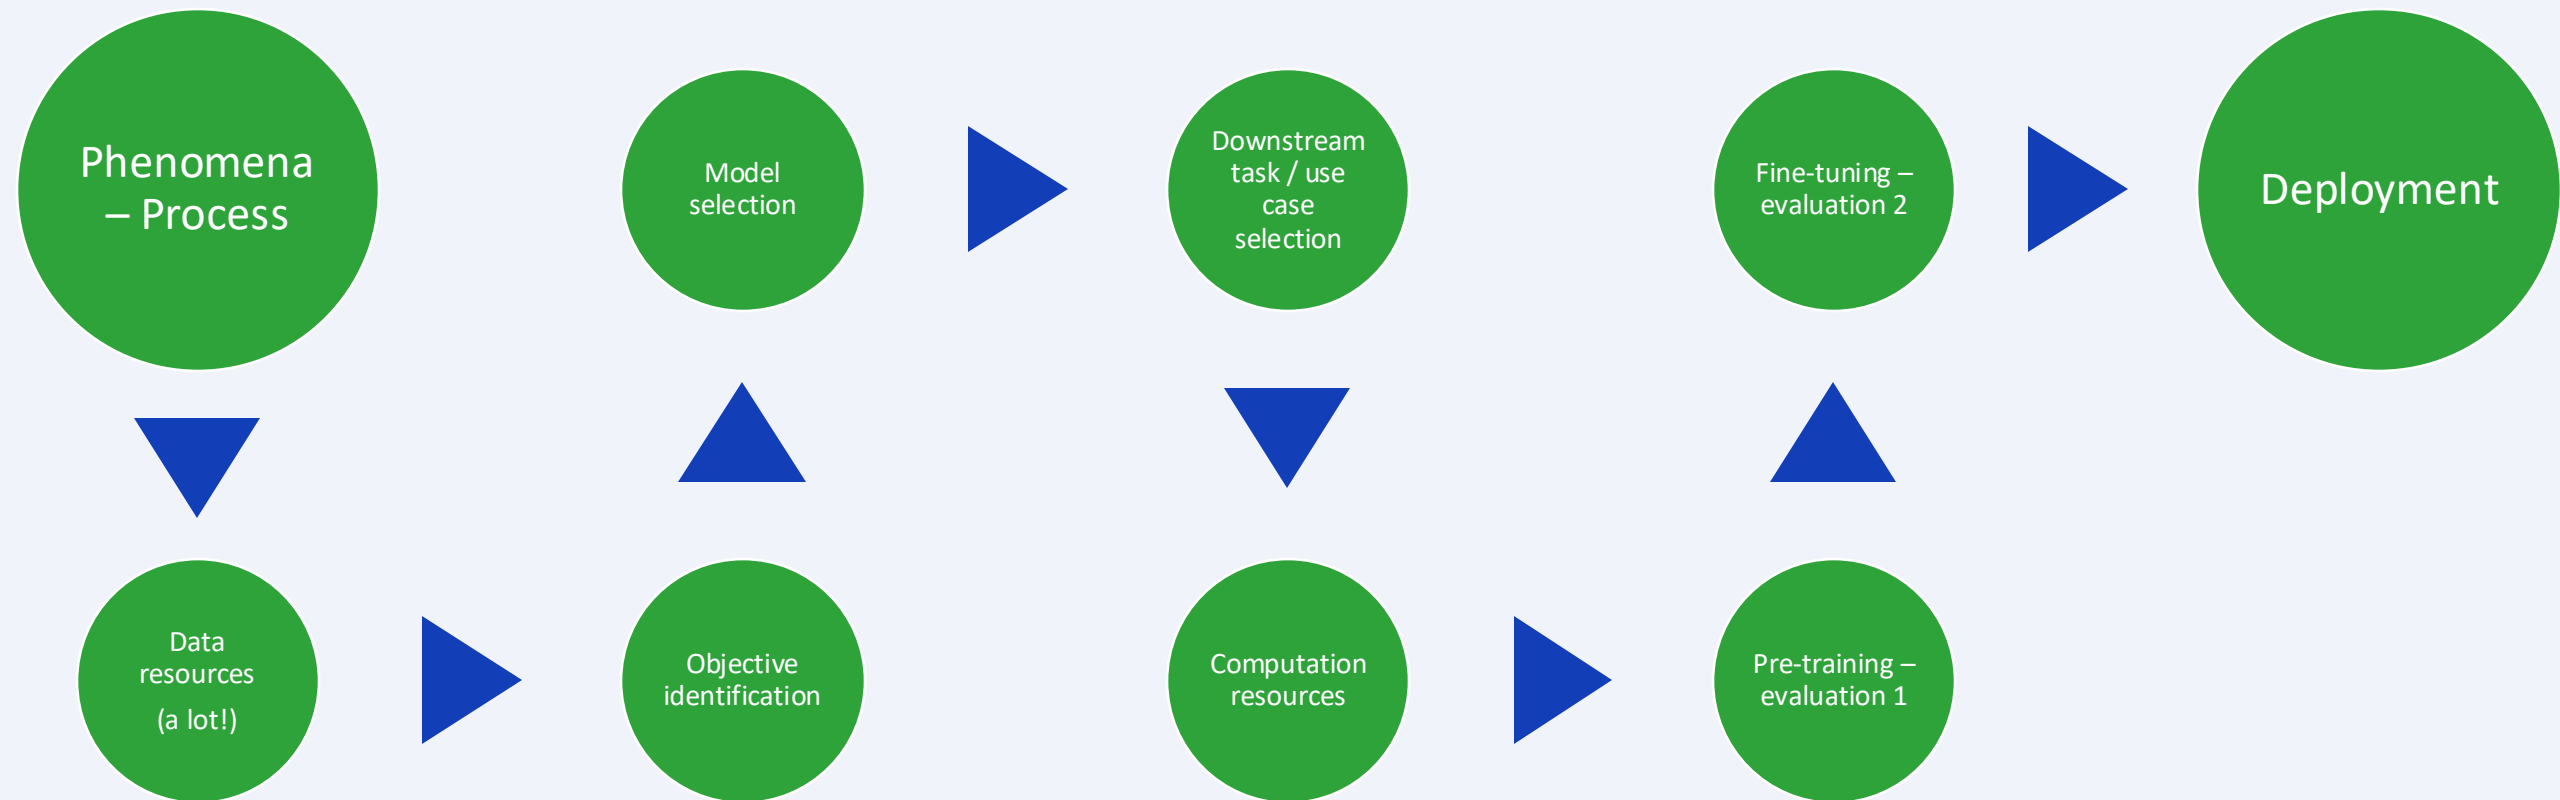 Phenomena
– Process
Data
resources
(a lot!)
Objective
identification
Model
selection
Downstream
task / use
case
selection
Computation
resources
Pre-training –
evaluation 1
Fine-tuning –
evaluation 2
Deployment